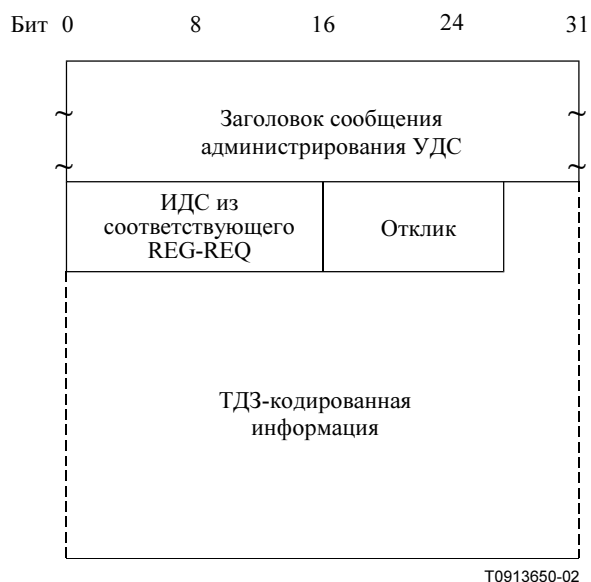 Бит 0 8 16 24 31
Заголовок сообщения
администрирования УДС
ИДС из
соответствующего
REG-REQ
Отклик
ТДЗ-кодированная
информация
T0913650-02